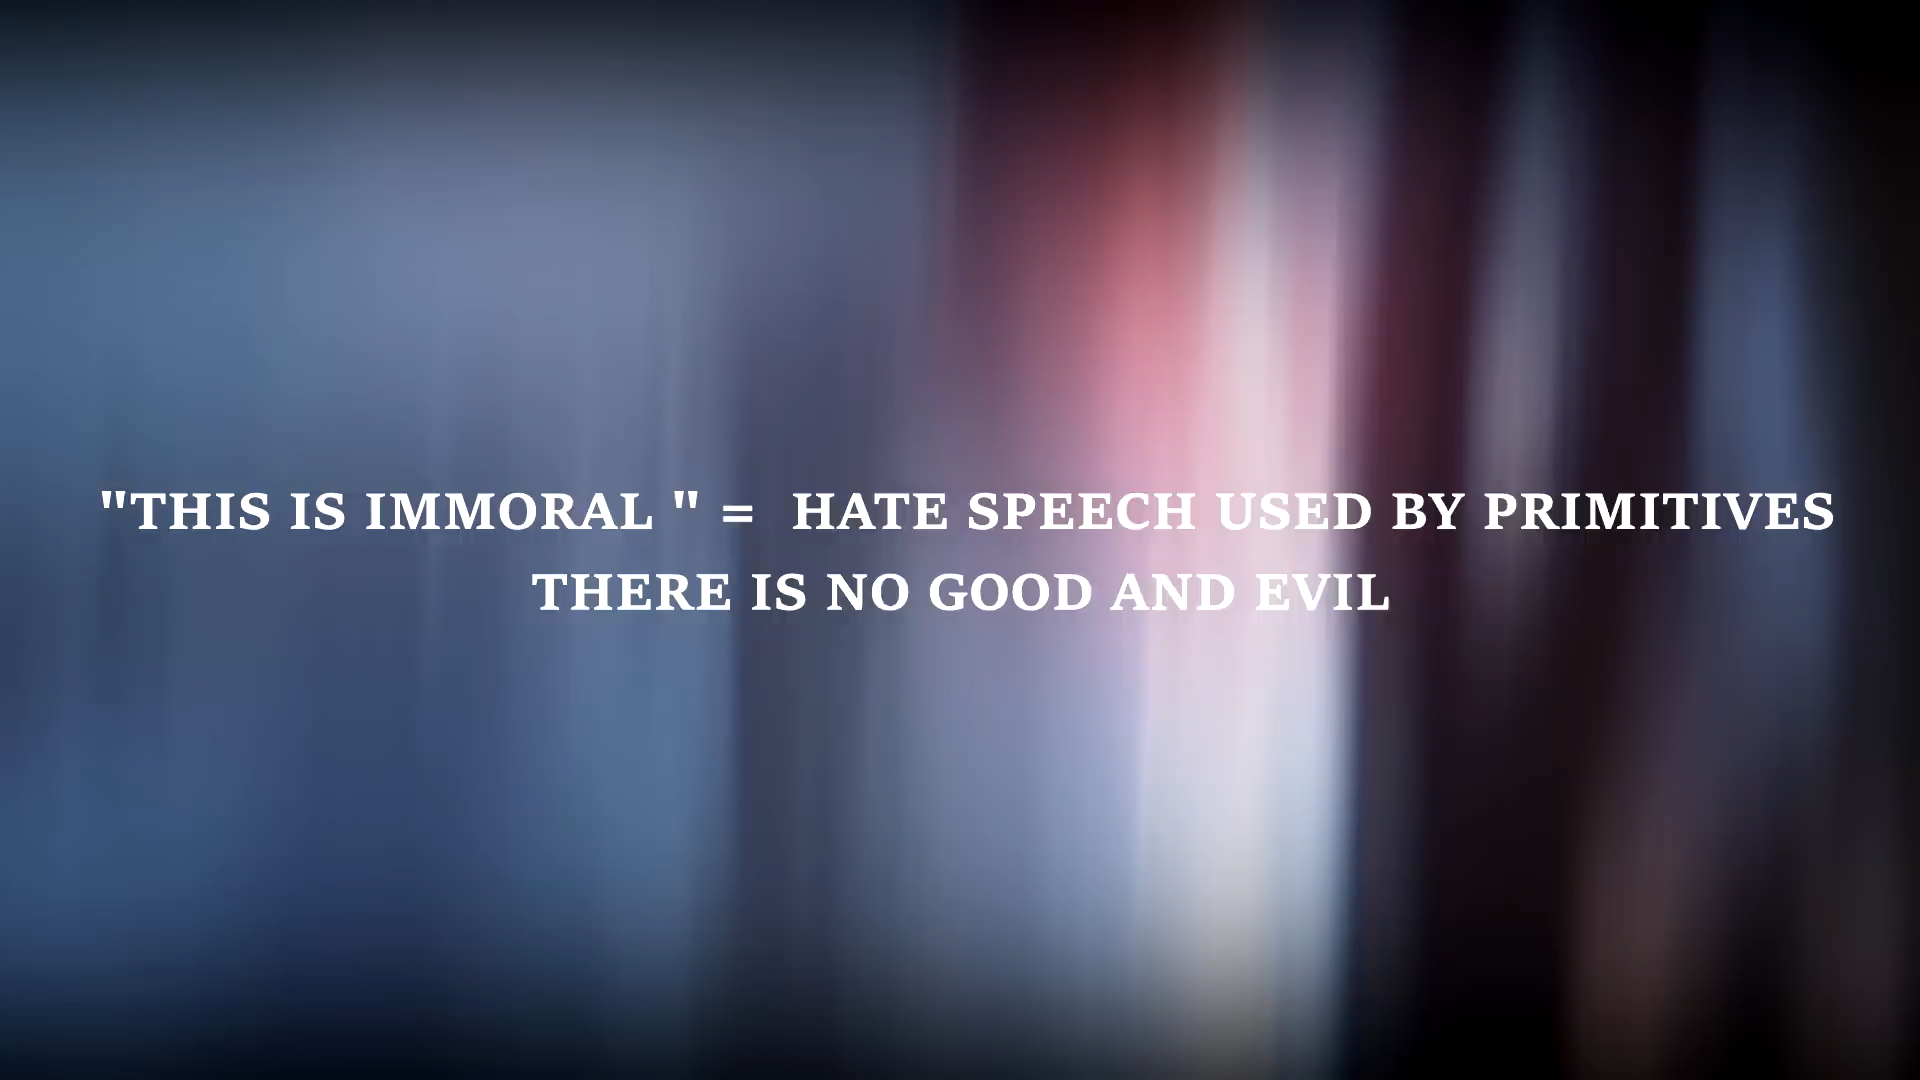 "THIS IS IMMORAL " =  HATE SPEECH USED BY PRIMITIVES
THERE IS NO GOOD AND EVIL